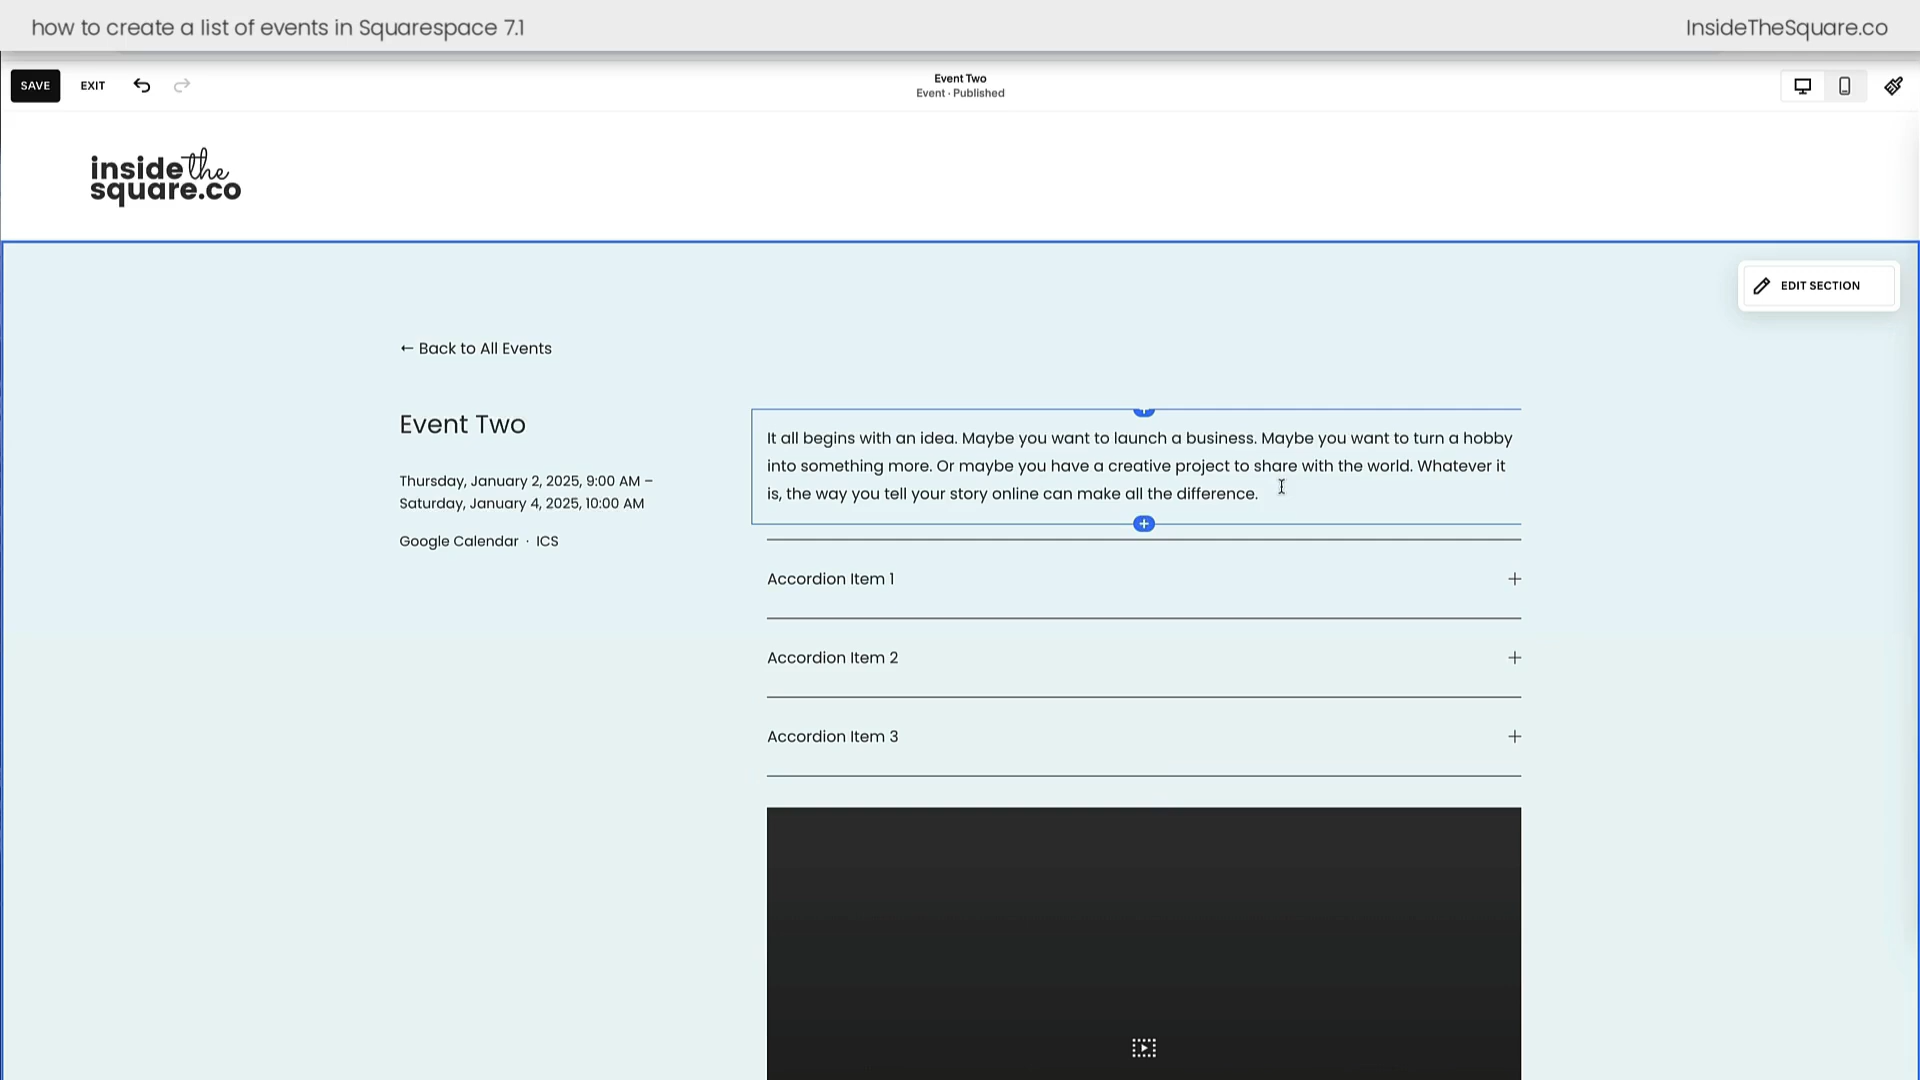 how to create a list of events in Squarespace 7.1
InsideTheSquare.co
SAVE
EXIT
Event Two
Event · Published
inside the
square.co
EDIT SECTION
← Back to All Events
Event Two
Thursday, January 2, 2025, 9:00 AM –
Saturday, January 4, 2025, 10:00 AM
Google Calendar · ICS
It all begins with an idea. Maybe you want to launch a business. Maybe you want to turn a hobby
into something more. Or maybe you have a creative project to share with the world. Whatever it
is, the way you tell your story online can make all the difference.
Accordion Item 1
Accordion Item 2
Accordion Item 3